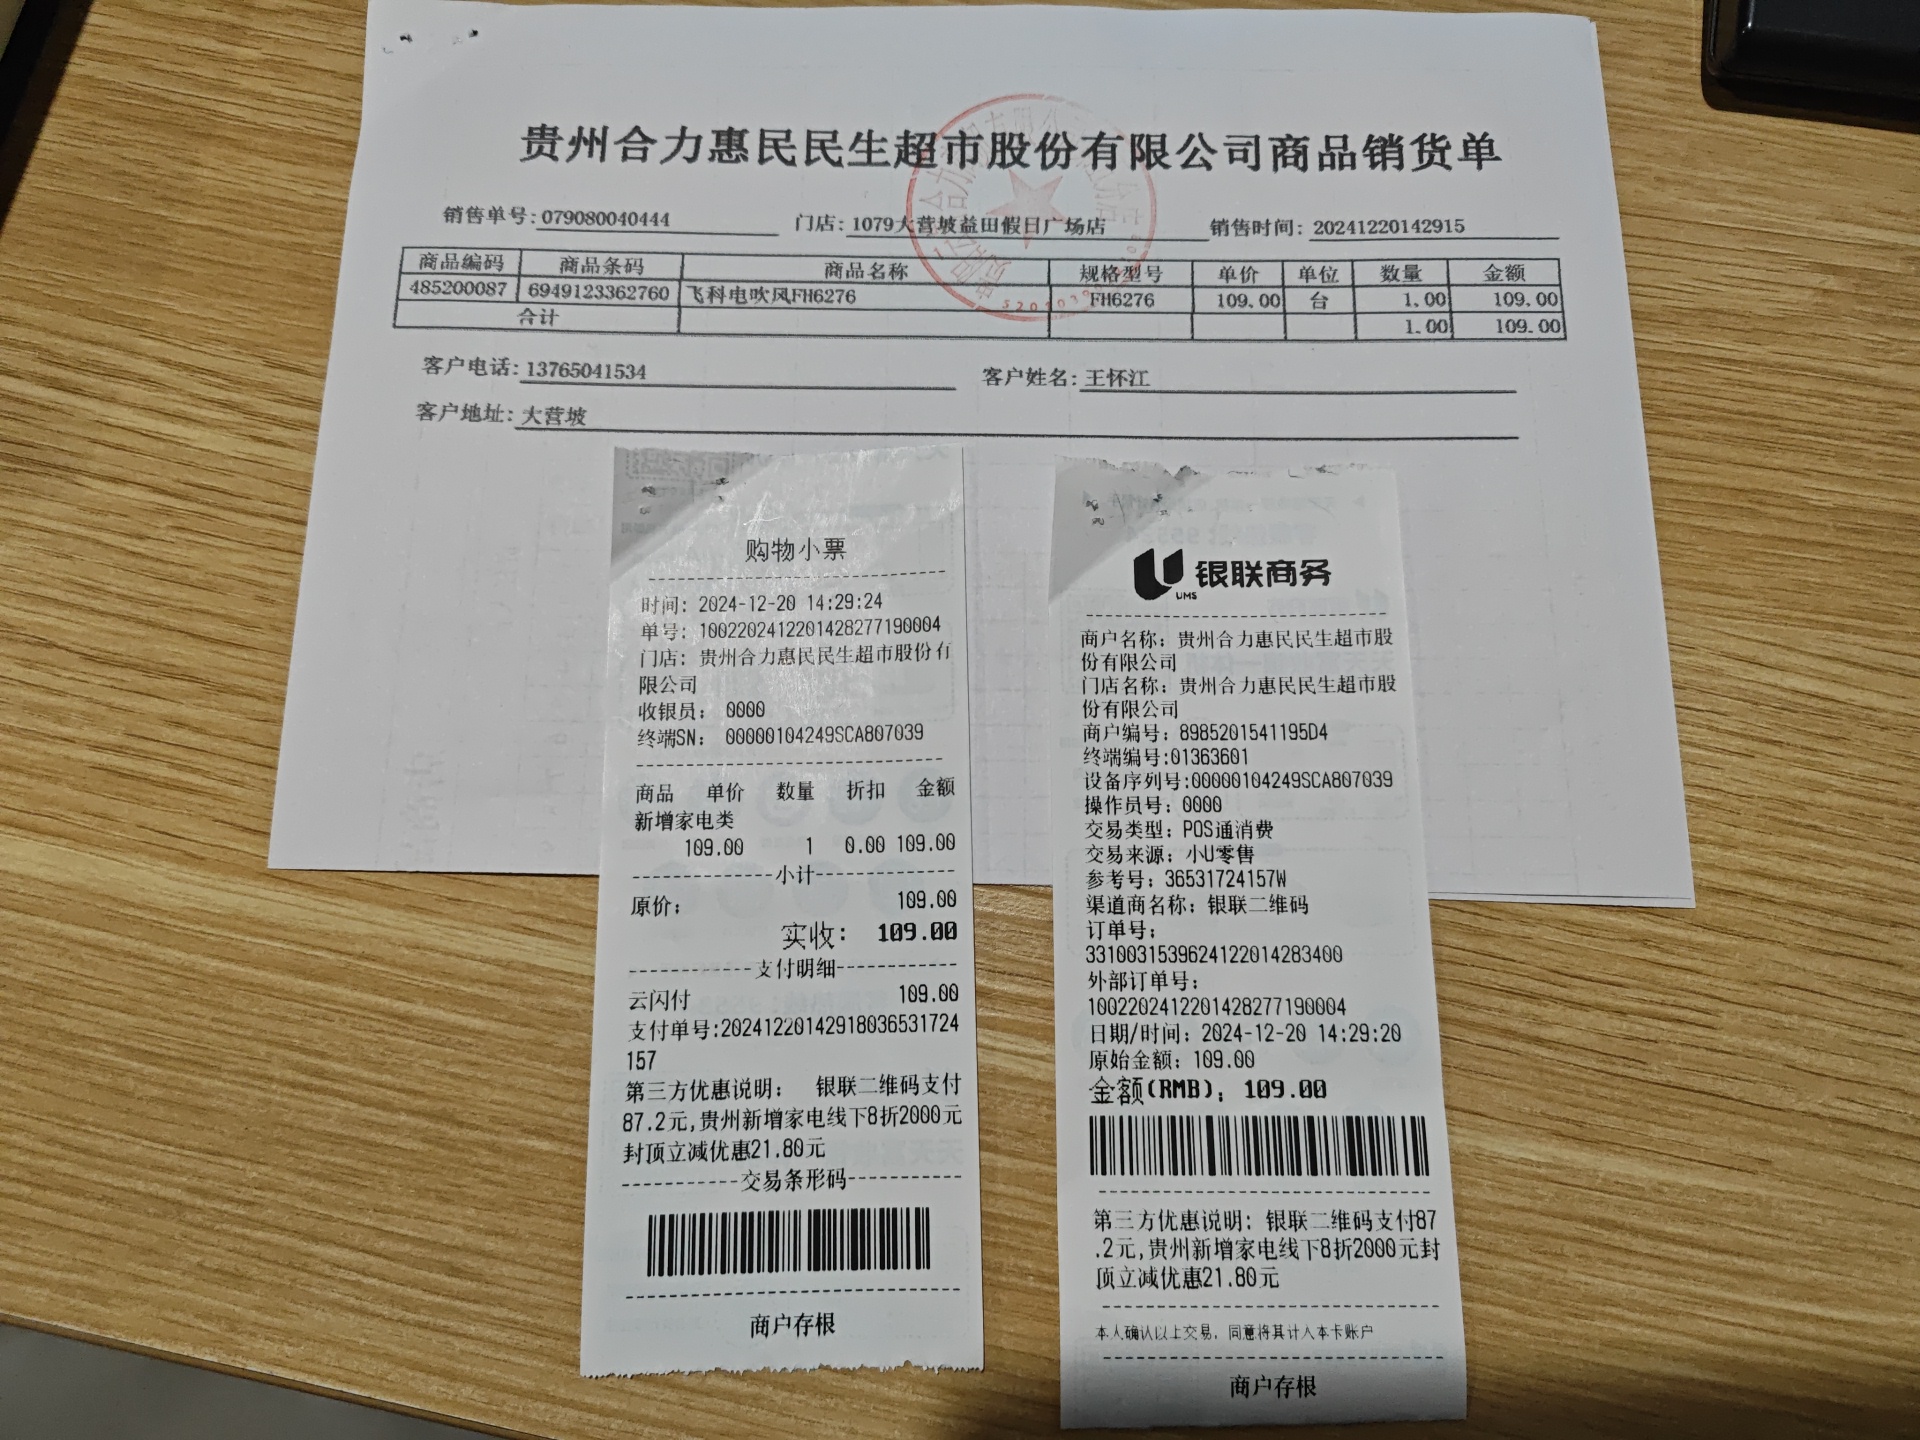 贵州合力惠民民生超市股份有限公司商品销货单
销售单号: 079080040444 门店: 1079大营坡益田假日广场店 销售时间: 20241220142915
商品编码 商品条码 商品名称 规格型号 单价 单位 数量 金额
485200087 6949123362760 飞科电吹风FH6276 FH6276 109.00 台 1.00 109.00
合计 1.00 109.00
客户电话: 13765041534 客户姓名: 王怀江
客户地址: 大营坡
购物小票
时间: 2024-12-20 14:29:24
单号: 1002202412201428277190004
门店: 贵州合力惠民民生超市股份有
限公司
收银员: 0000
终端SN: 00000104249SCA807039
商品 单价 数量 折扣 金额
新增家电类
109.00 1 0.00 109.00
小计
原价: 109.00
实收: 109.00
支付明细
云闪付 109.00
支付单号:20241220142918036531724
157
第三方优惠说明: 银联二维码支付
87.2元,贵州新增家电线下8折2000元
封顶立减优惠21.80元
交易条形码
商户存根
银联商务
UMS
商户名称: 贵州合力惠民民生超市股
份有限公司
门店名称: 贵州合力惠民民生超市股
份有限公司
商户编号: 8985201541195D4
终端编号:01363601
设备序列号:00000104249SCA807039
操作员号: 0000
交易类型: POS通消费
交易来源: 小U零售
参考号: 36531724157W
渠道商名称: 银联二维码
订单号:
33100315396241220142834​00
外部订单号:
1002202412201428277190004
日期/时间: 2024-12-20 14:29:20
原始金额: 109.00
金额(RMB): 109.00
第三方优惠说明: 银联二维码支付87
.2元,贵州新增家电线下8折2000元封
顶立减优惠21.80元
本人确认以上交易, 同意将其计入本卡账户
商户存根